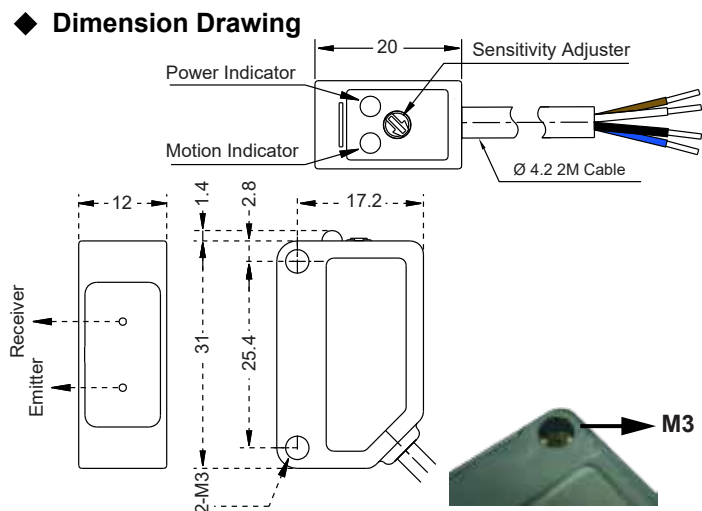 ◆ Dimension Drawing
20
Sensitivity Adjuster
Power Indicator
Motion Indicator
Ø 4.2 2M Cable
12
1.4
2.8
17.2
Receiver
Emitter
31
25.4
2-M3
M3